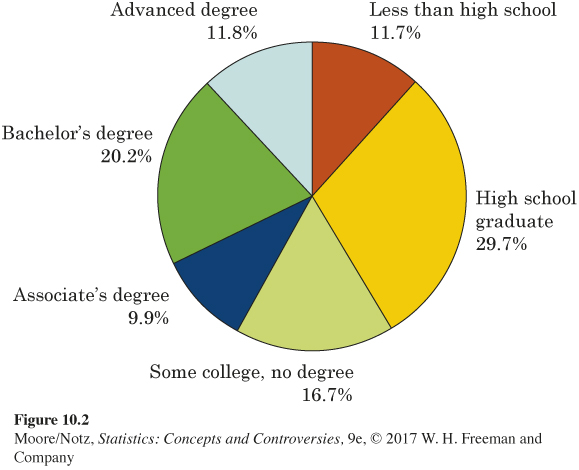 Advanced degree
11.8%
Less than high school
11.7%
Bachelor’s degree
20.2%
High school
graduate
29.7%
Associate’s degree
9.9%
Some college, no degree
16.7%
Figure 10.2
Moore/Notz, Statistics: Concepts and Controversies, 9e, © 2017 W. H. Freeman and
Company